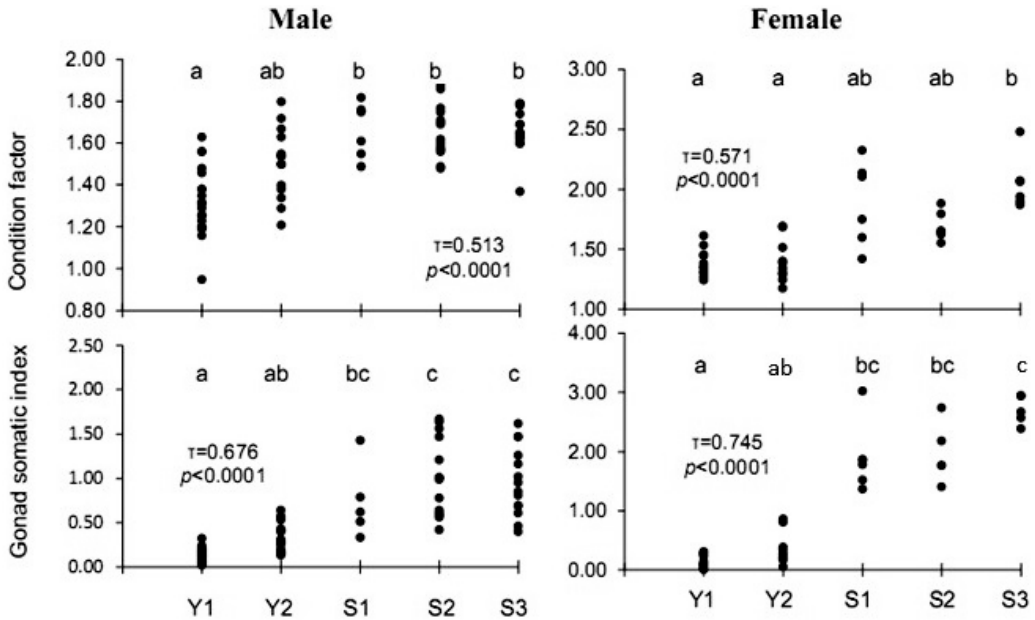 Male
Female
Condition factor
2.00
1.80
1.60
1.40
1.20
1.00
0.80
a ab b b b
τ=0.513
p<0.0001
3.00
2.50
2.00
1.50
1.00
a a ab ab b
τ=0.571
p<0.0001
Gonad somatic index
2.50
2.00
1.50
1.00
0.50
0.00
a ab bc c c
τ=0.676
p<0.0001
Y1 Y2 S1 S2 S3
4.00
3.00
2.00
1.00
0.00
a ab bc bc c
τ=0.745
p<0.0001
Y1 Y2 S1 S2 S3